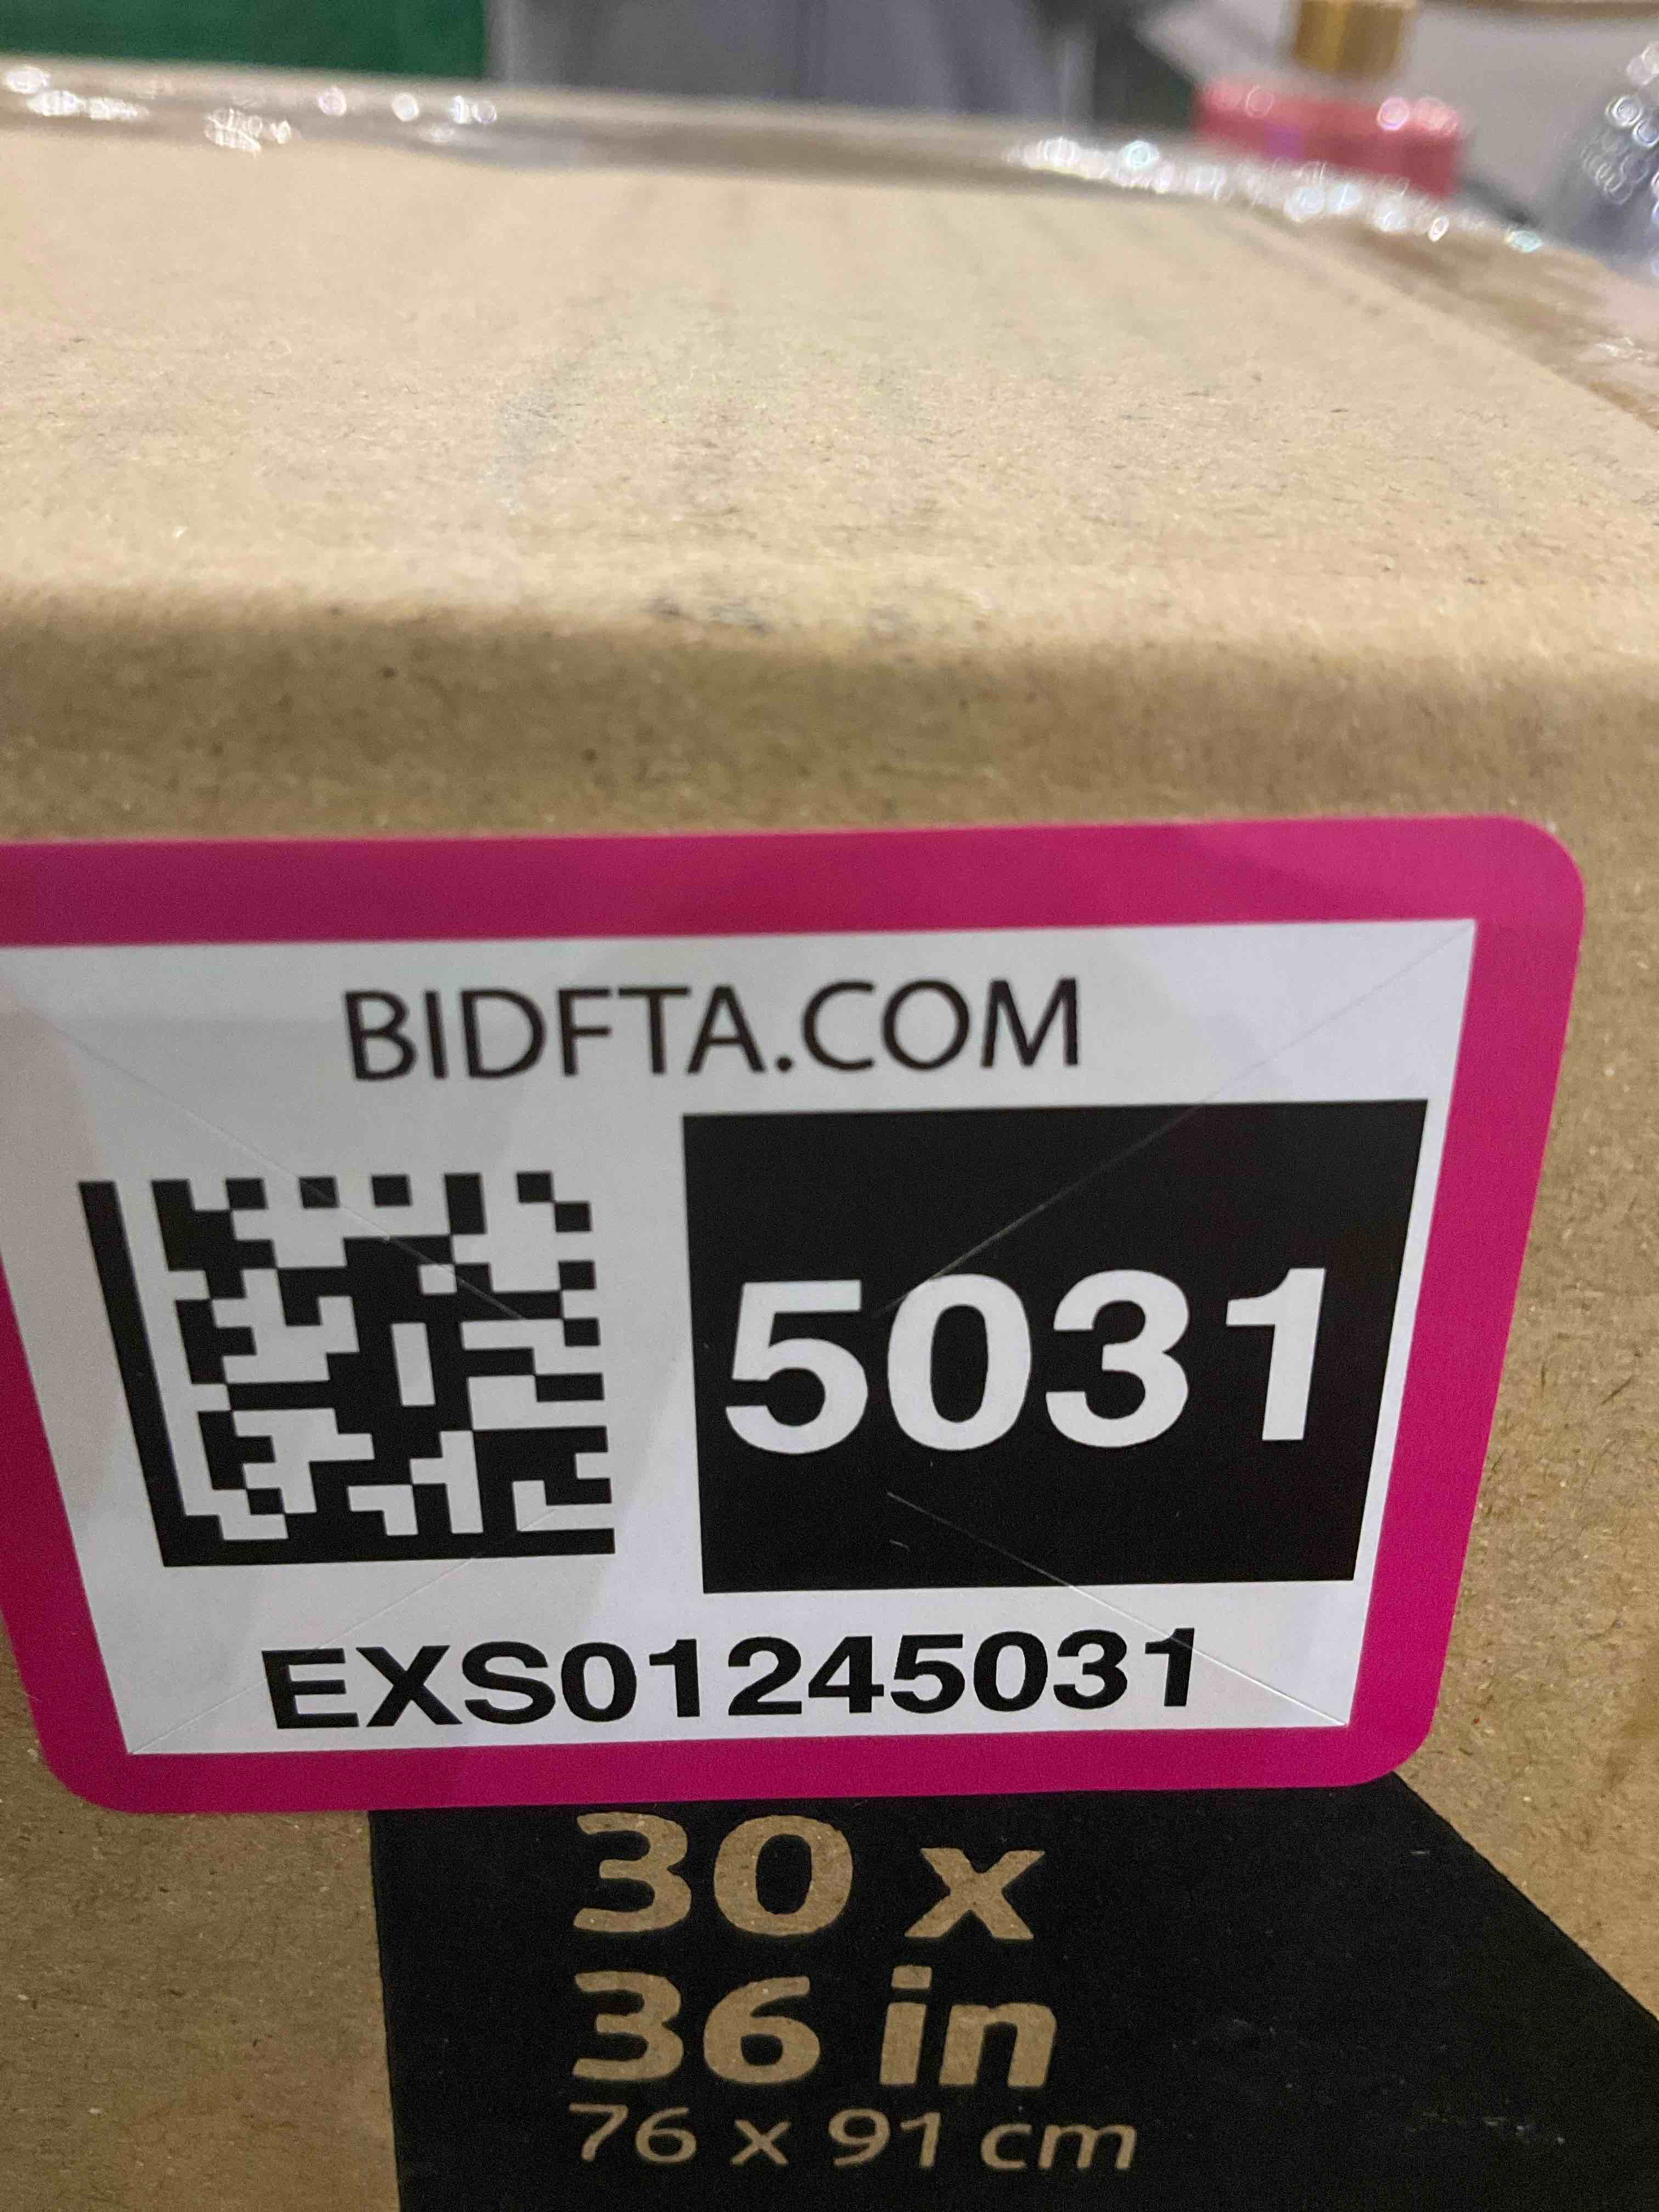 BIDFTA.COM
5031
EXS01245031
30 x
36 in
76 x 91 cm